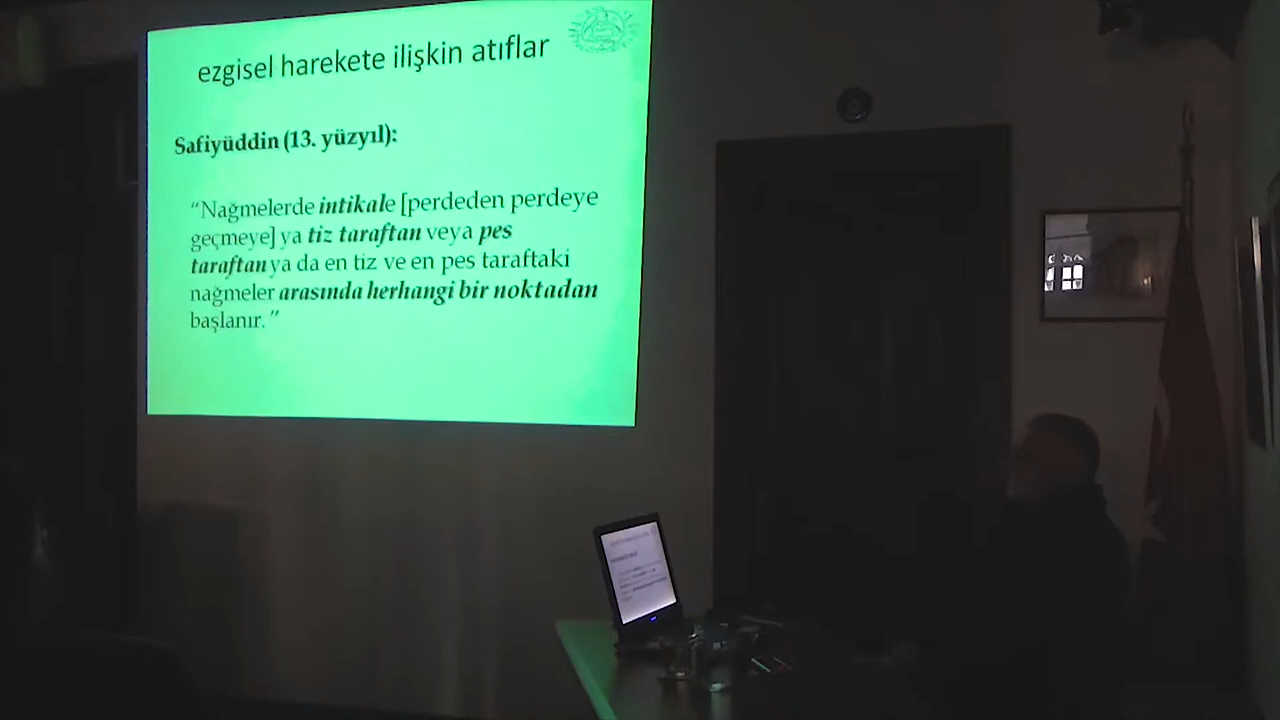 ezgisel harekete ilişkin atıflar
Safiyüddin (13. yüzyıl):
“Nağmelerde intikale [perdeden perdeye
geçmeye] ya tiz taraftan veya pes
taraftan ya da en tiz ve en pes taraftaki
nağmeler arasında herhangi bir noktadan
başlanır.”